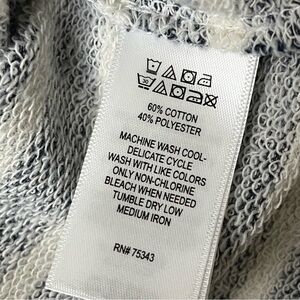 60% COTTON
40% POLYESTER
MACHINE WASH COOL-
DELICATE CYCLE
WASH WITH LIKE COLORS
ONLY NON-CHLORINE
BLEACH WHEN NEEDED
TUMBLE DRY LOW
MEDIUM IRON
RN# 75343